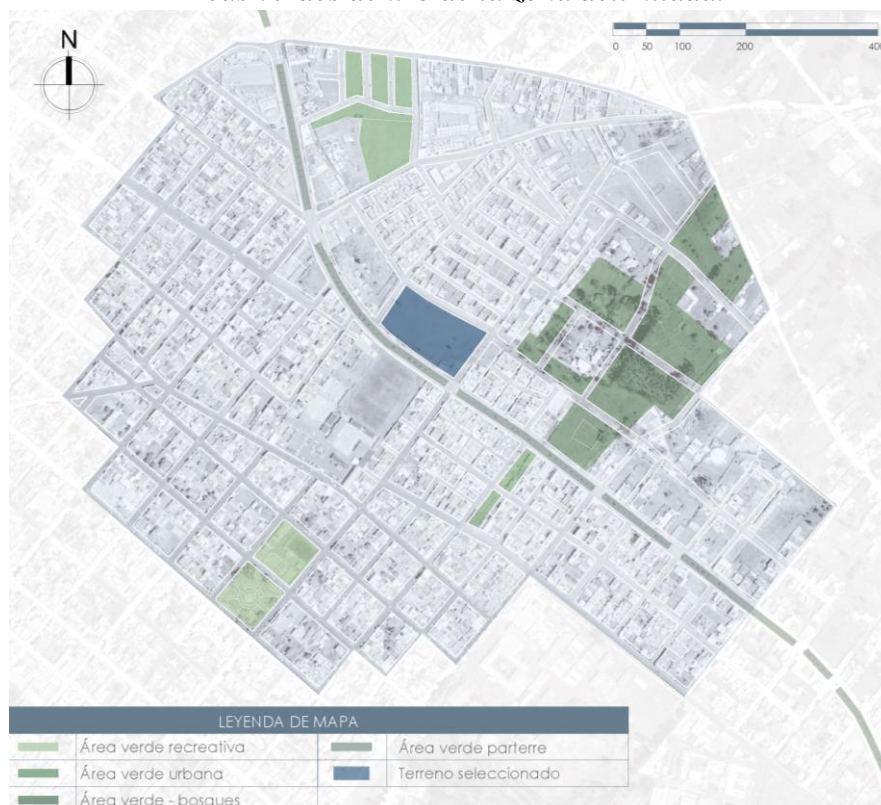 N
0 50 100 200 400
LEYENDA DE MAPA
Área verde recreativa
Área verde parterre
Área verde urbana
Terreno seleccionado
Área verde - bosques